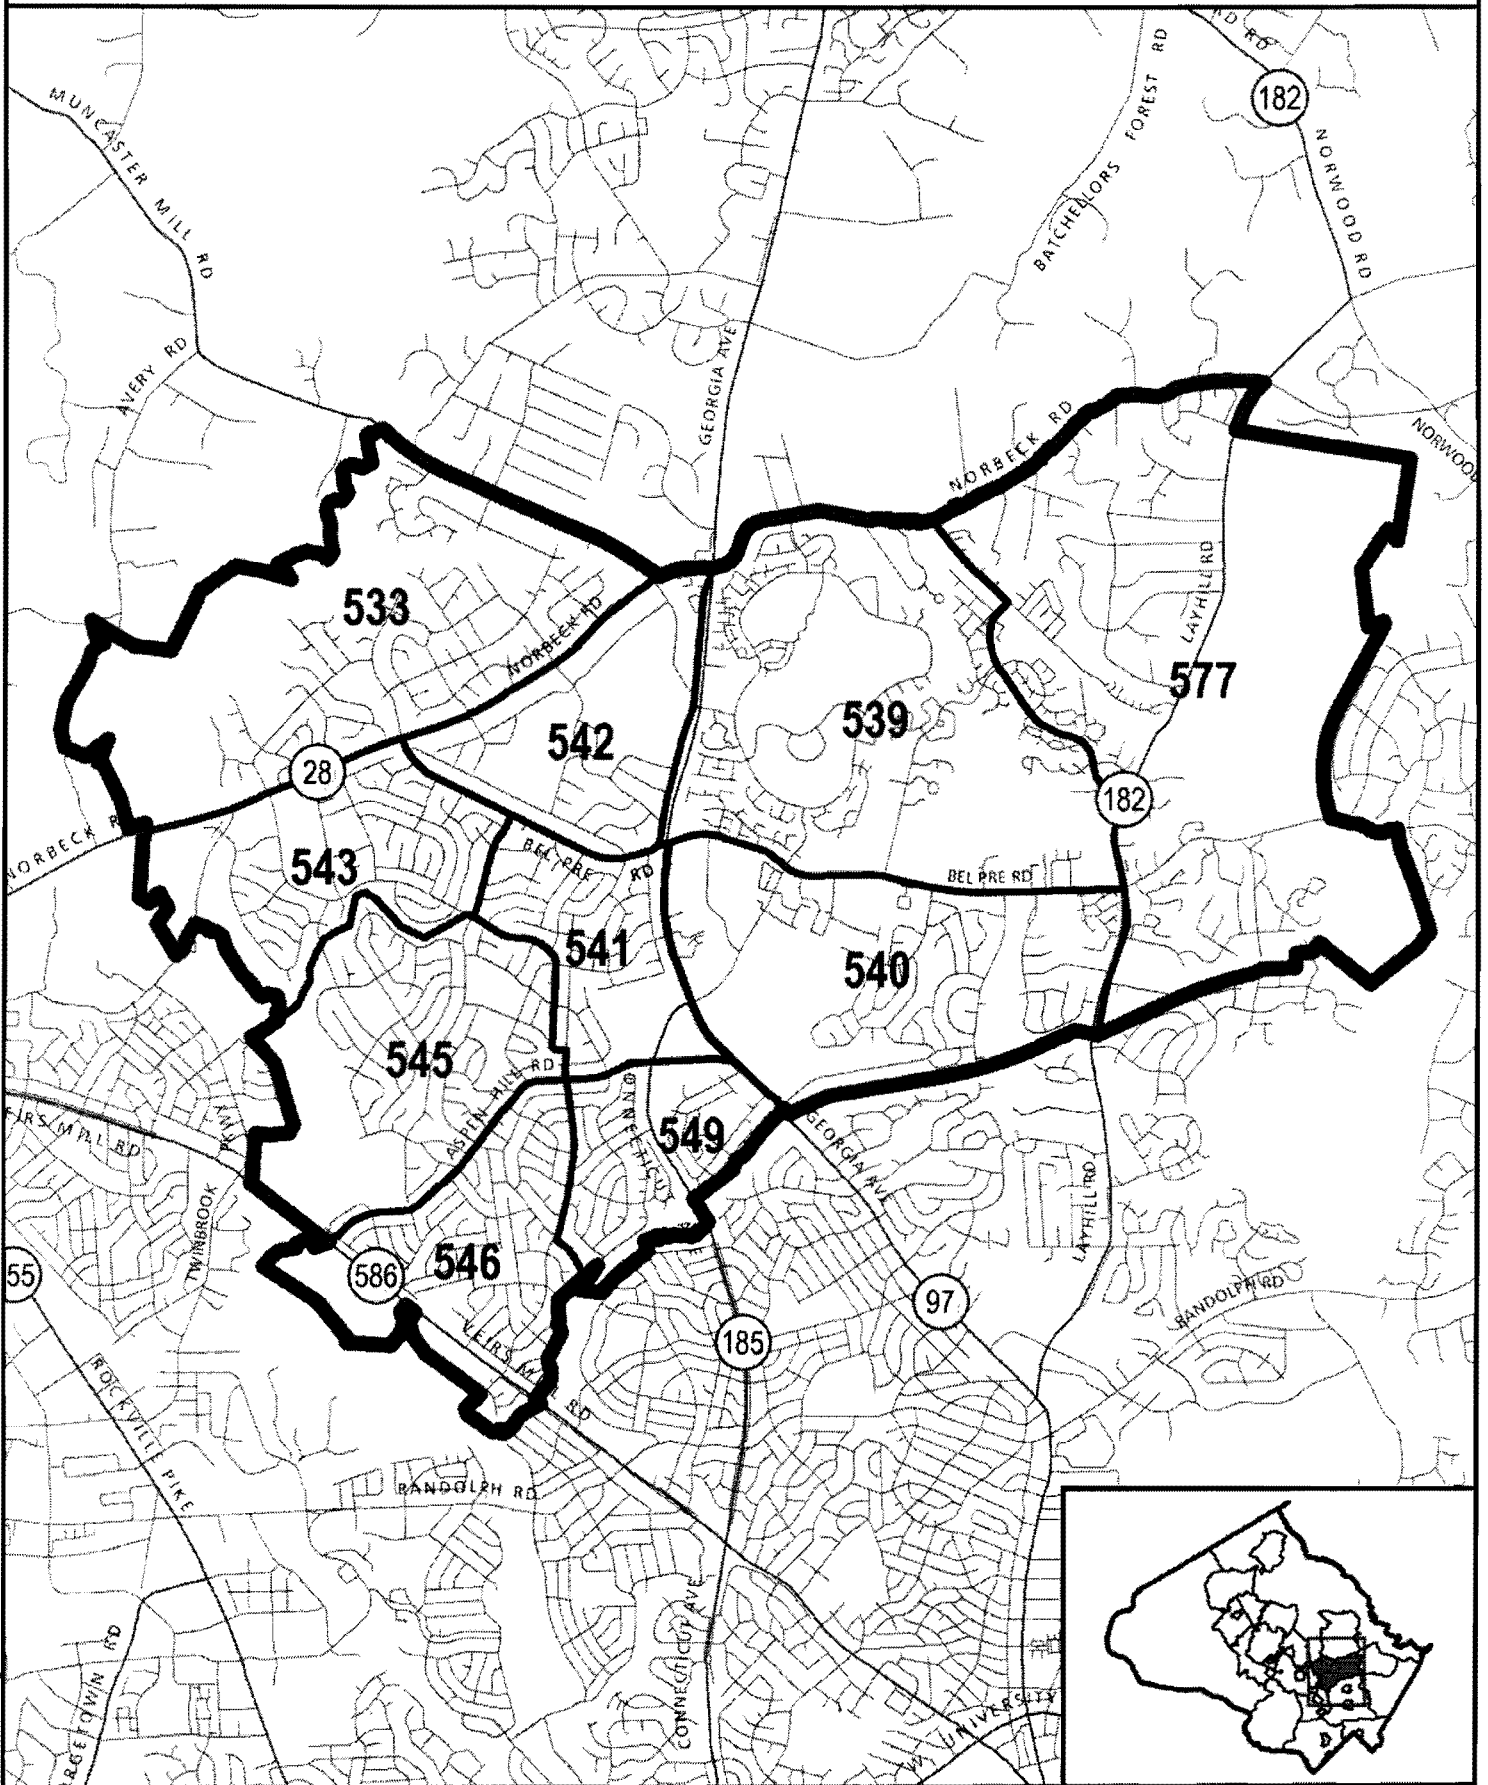 RD RD
182
MUNCASTER MILL RD
BATCHELLORS FOREST RD
NORWOOD RD
AVERY RD
GEORGIA AVE
NORBECK RD
NORWOOD
LAYHILL RD
533
NORBECK RD
577
542
539
28
182
NORBECK
543
BEL PRE RD
BEL PRE RD
541
540
545
ASPEN HILL RD
549
GEORGIA AVE
PKWY
TWINBROOK
LAYHILL RD
55
586
546
97
RANDOLPH RD
VEIRS MILL RD
185
ROCKVILLE PIKE
RANDOLPH RD
CONNECTICUT AVE
W UNIVERSITY